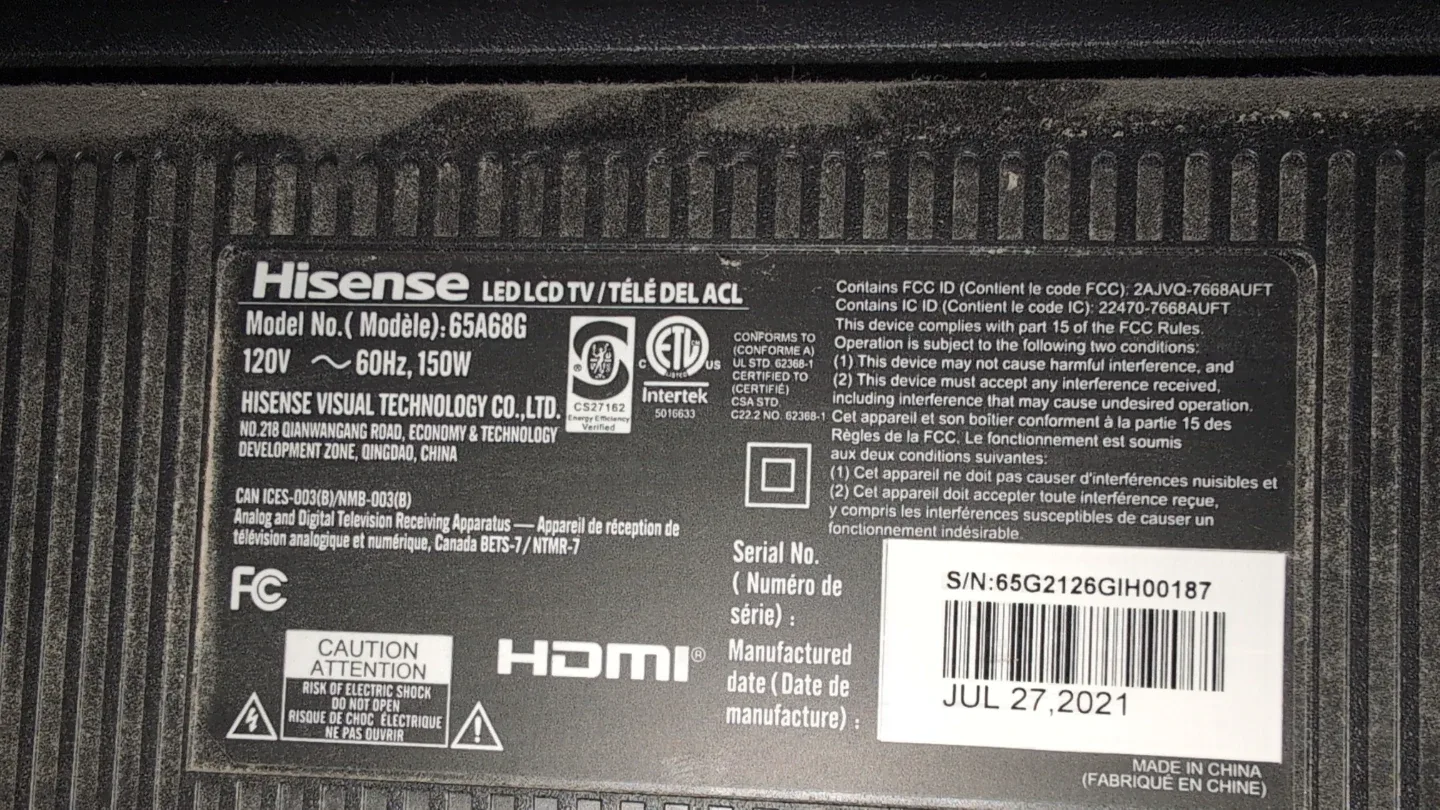 Hisense LED LCD TV / TÉLÉ DEL ACL
Model No.( Modèle): 65A68G
120V ～ 60Hz, 150W
HISENSE VISUAL TECHNOLOGY CO.,LTD.
NO.218 QIANWANGANG ROAD, ECONOMY & TECHNOLOGY
DEVELOPMENT ZONE, QINGDAO, CHINA
CAN ICES-003(B)/NMB-003(B)
Analog and Digital Television Receiving Apparatus — Appareil de réception de
télévision analogique et numérique, Canada BETS-7/ NTMR-7
FC
CAUTION
ATTENTION
RISK OF ELECTRIC SHOCK
DO NOT OPEN
RISQUE DE CHOC ÉLECTRIQUE
NE PAS OUVRIR
HDMI®
S
®
CS27162
Energy Efficiency
Verified
ETL
LISTED
C US
Intertek
5016633
CONFORMS TO
(CONFORME A)
UL STD. 62368-1
CERTIFIED TO
(CERTIFIÉ)
CSA STD.
C22.2 NO. 62368-1
Contains FCC ID (Contient le code FCC): 2AJVQ-7668AUFT
Contains IC ID (Contient le code IC): 22470-7668AUFT
This device complies with part 15 of the FCC Rules.
Operation is subject to the following two conditions:
(1) This device may not cause harmful interference, and
(2) This device must accept any interference received,
including interference that may cause undesired operation.
Cet appareil et son boîtier conforment à la partie 15 des
Règles de la FCC. Le fonctionnement est soumis
aux deux conditions suivantes:
(1) Cet appareil ne doit pas causer d'interférences nuisibles et
(2) Cet appareil doit accepter toute interférence reçue,
y compris les interférences susceptibles de causer un
fonctionnement indésirable.
Serial No.
( Numéro de
série) :
S/N:65G2126GIH00187
Manufactured
date ( Date de
manufacture) :
JUL 27,2021
MADE IN CHINA
(FABRIQUÉ EN CHINE)